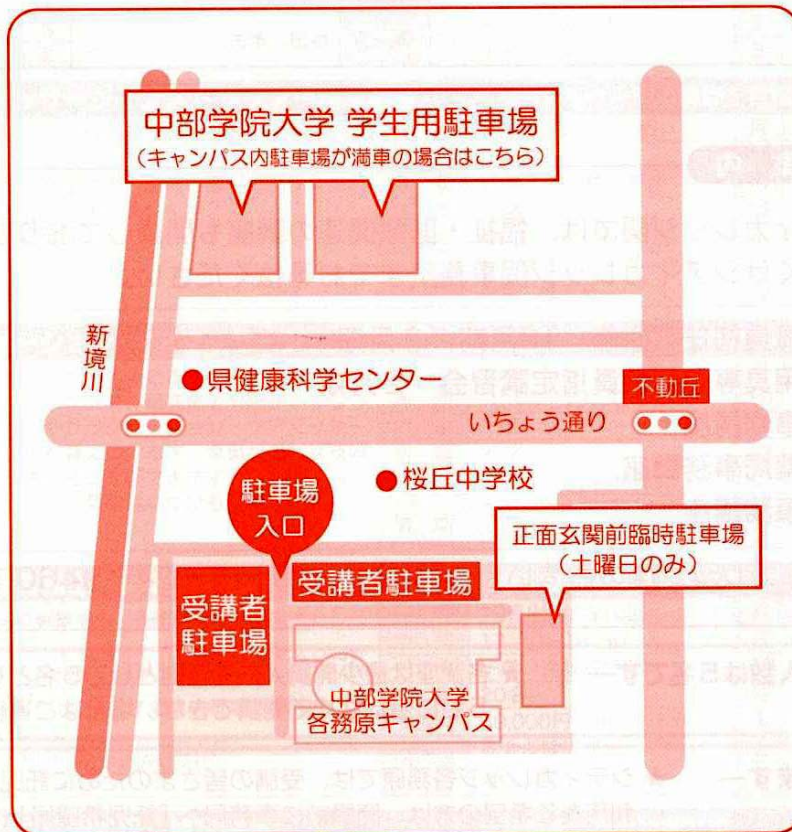 中部学院大学 学生用駐車場
(キャンパス内駐車場が満車の場合はこちら)
新境川
●県健康科学センター
不動丘
いちょう通り
●桜丘中学校
駐車場
入口
正面玄関前臨時駐車場
(土曜日のみ)
受講者駐車場
受講者
駐車場
中部学院大学
各務原キャンパス